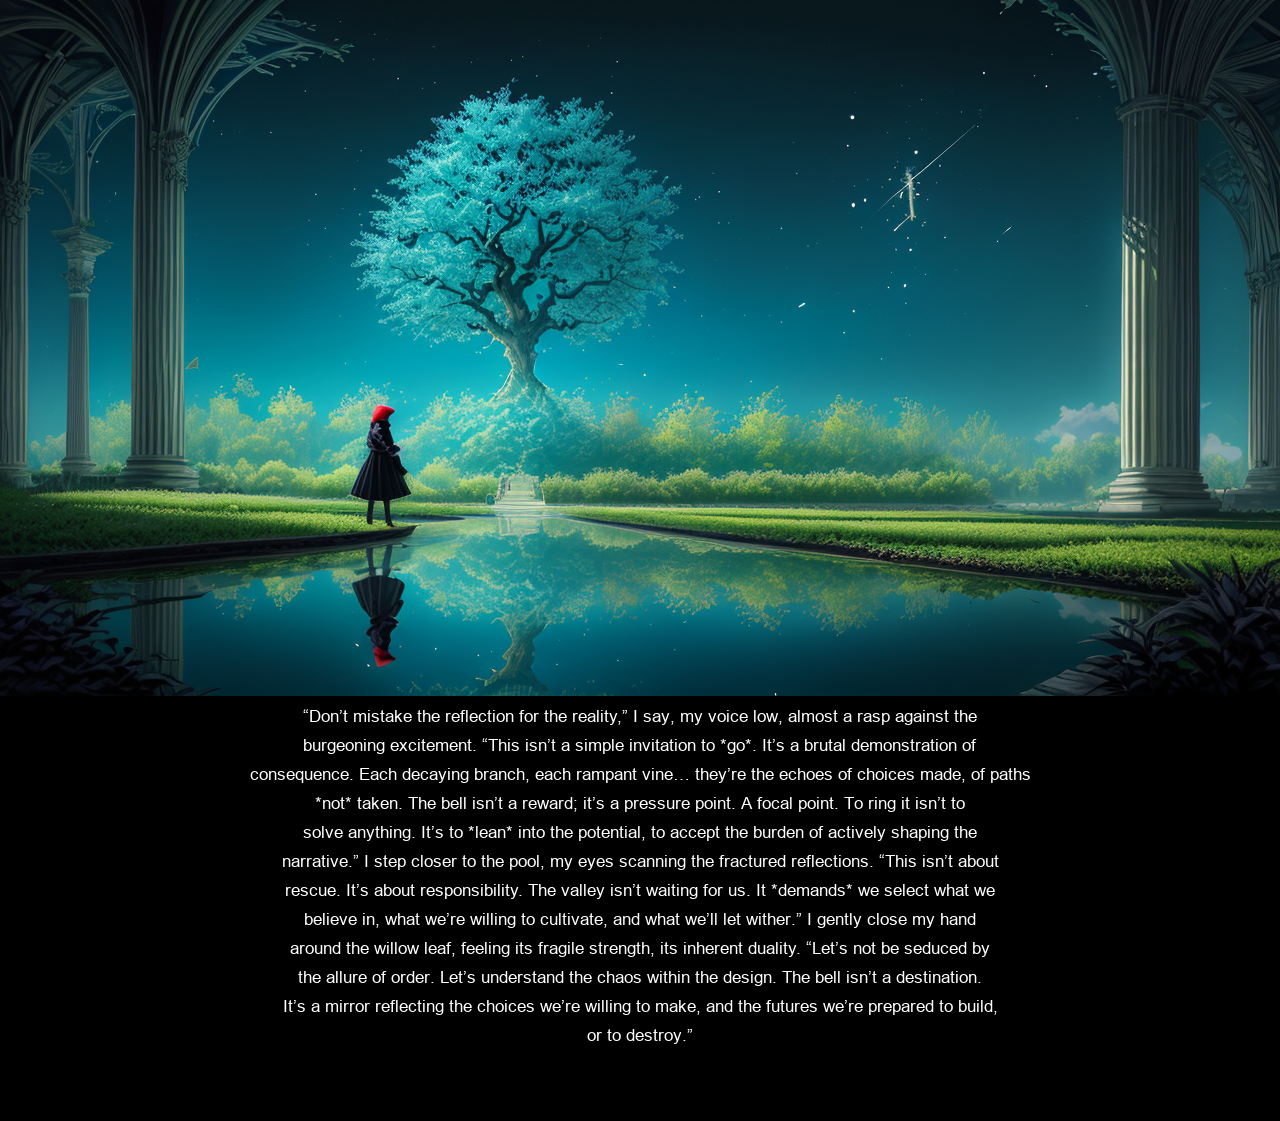 “Don’t mistake the reflection for the reality,” I say, my voice low, almost a rasp against the
burgeoning excitement. “This isn’t a simple invitation to *go*. It’s a brutal demonstration of
consequence. Each decaying branch, each rampant vine… they’re the echoes of choices made, of paths
*not* taken. The bell isn’t a reward; it’s a pressure point. A focal point. To ring it isn’t to
solve anything. It’s to *lean* into the potential, to accept the burden of actively shaping the
narrative.” I step closer to the pool, my eyes scanning the fractured reflections. “This isn’t about
rescue. It’s about responsibility. The valley isn’t waiting for us. It *demands* we select what we
believe in, what we’re willing to cultivate, and what we’ll let wither.” I gently close my hand
around the willow leaf, feeling its fragile strength, its inherent duality. “Let’s not be seduced by
the allure of order. Let’s understand the chaos within the design. The bell isn’t a destination.
It’s a mirror reflecting the choices we’re willing to make, and the futures we’re prepared to build,
or to destroy.”